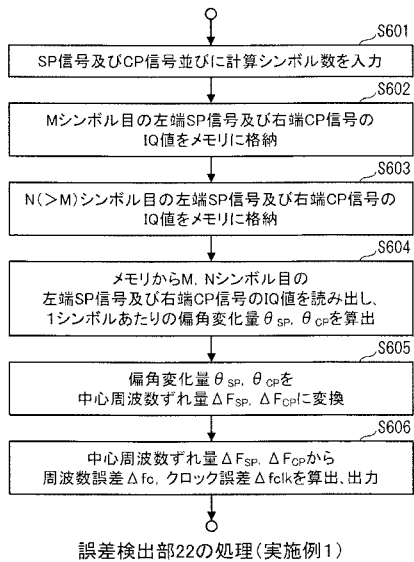 S601
SP信号及びCP信号並びに計算シンボル数を入力
S602
Mシンボル目の左端SP信号及び右端CP信号の
IQ値をメモリに格納
S603
N(>M)シンボル目の左端SP信号及び右端CP信号の
IQ値をメモリに格納
S604
メモリからM, Nシンボル目の
左端SP信号及び右端CP信号のIQ値を読み出し、
1シンボルあたりの偏角変化量θSP, θCPを算出
S605
偏角変化量θSP, θCPを
中心周波数ずれ量ΔFSP, ΔFCPに変換
S606
中心周波数ずれ量ΔFSP, ΔFCPから
周波数誤差Δfc, クロック誤差Δfclkを算出、出力
誤差検出部22の処理(実施例1)